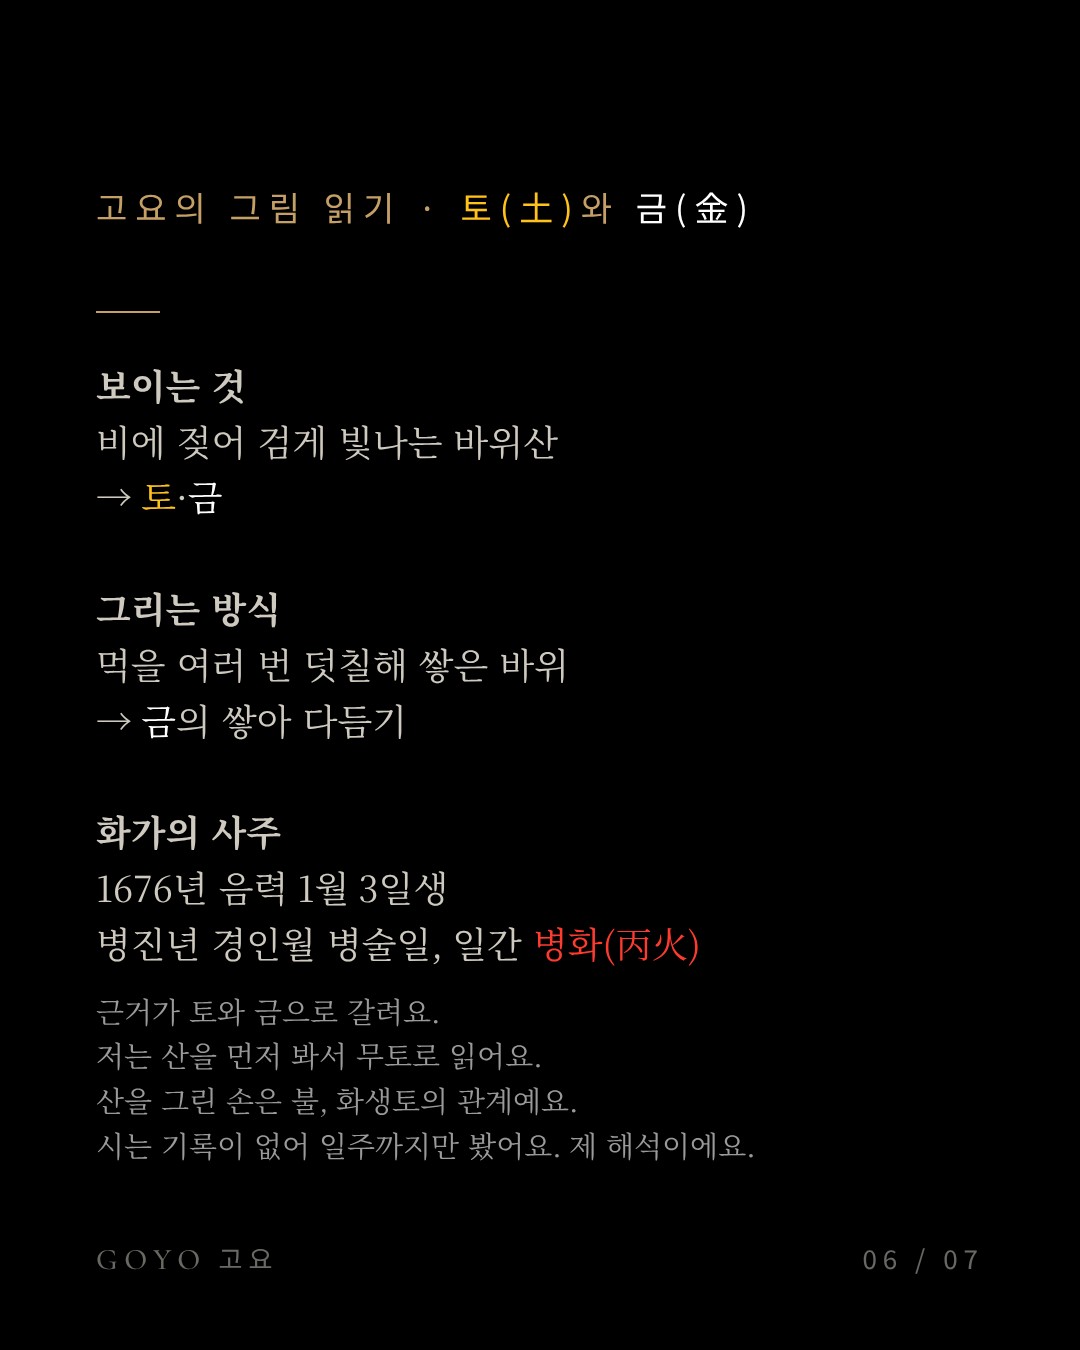 고요의 그림 읽기 · 토(土)와 금(金)
보이는 것
비에 젖어 검게 빛나는 바위산
→ 토·금
그리는 방식
먹을 여러 번 덧칠해 쌓은 바위
→ 금의 쌓아 다듬기
화가의 사주
1676년 음력 1월 3일생
병진년 경인월 병술일, 일간 병화(丙火)
근거가 토와 금으로 갈려요.
저는 산을 먼저 봐서 무토로 읽어요.
산을 그린 손은 불, 화생토의 관계예요.
시는 기록이 없어 일주까지만 봤어요. 제 해석이에요.
GOYO 고요
06 / 07